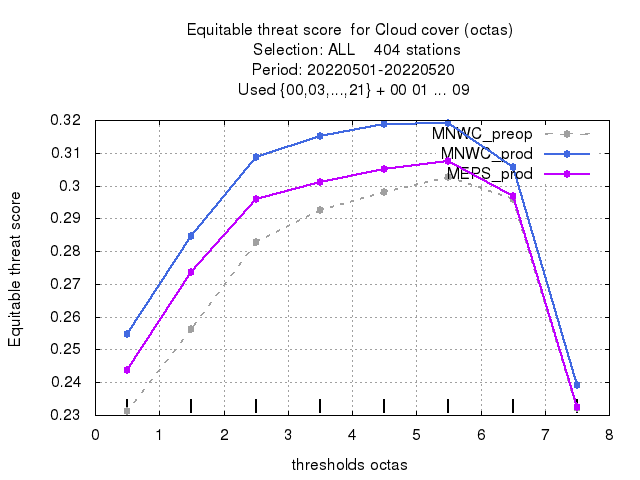 Equitable threat score  for Cloud cover (octas)
Selection: ALL    404 stations
Period: 20220501-20220520
Used {00,03,...,21} + 00 01 ... 09
0.32
0.31
0.3
0.29
0.28
0.27
0.26
0.25
0.24
0.23
Equitable threat score
MNWC_preop
MNWC_prod
MEPS_prod
0 1 2 3 4 5 6 7 8
thresholds octas